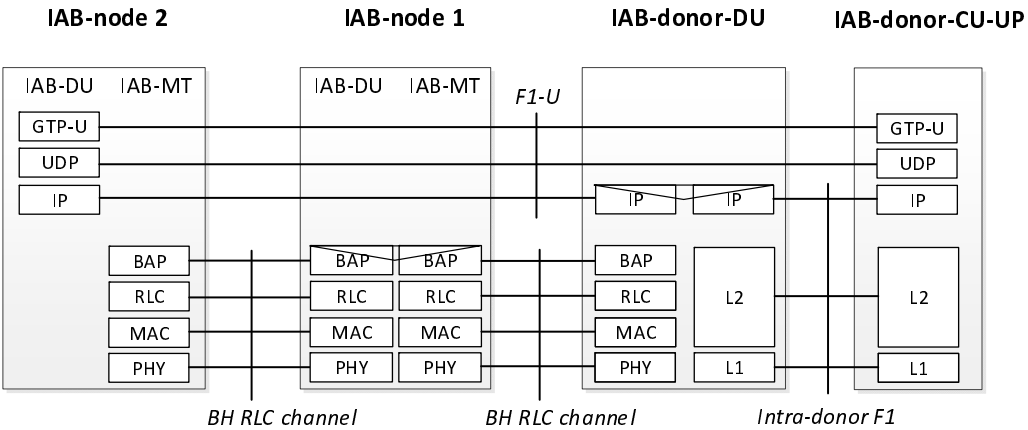 IAB-node 2 IAB-node 1 IAB-donor-DU IAB-donor-CU-UP
IAB-DU IAB-MT IAB-DU IAB-MT
F1-U
GTP-U GTP-U
UDP UDP
IP IP IP IP
BAP BAP BAP BAP
RLC RLC RLC RLC L2 L2
MAC MAC MAC MAC
PHY PHY PHY PHY L1 L1
BH RLC channel BH RLC channel Intra-donor F1